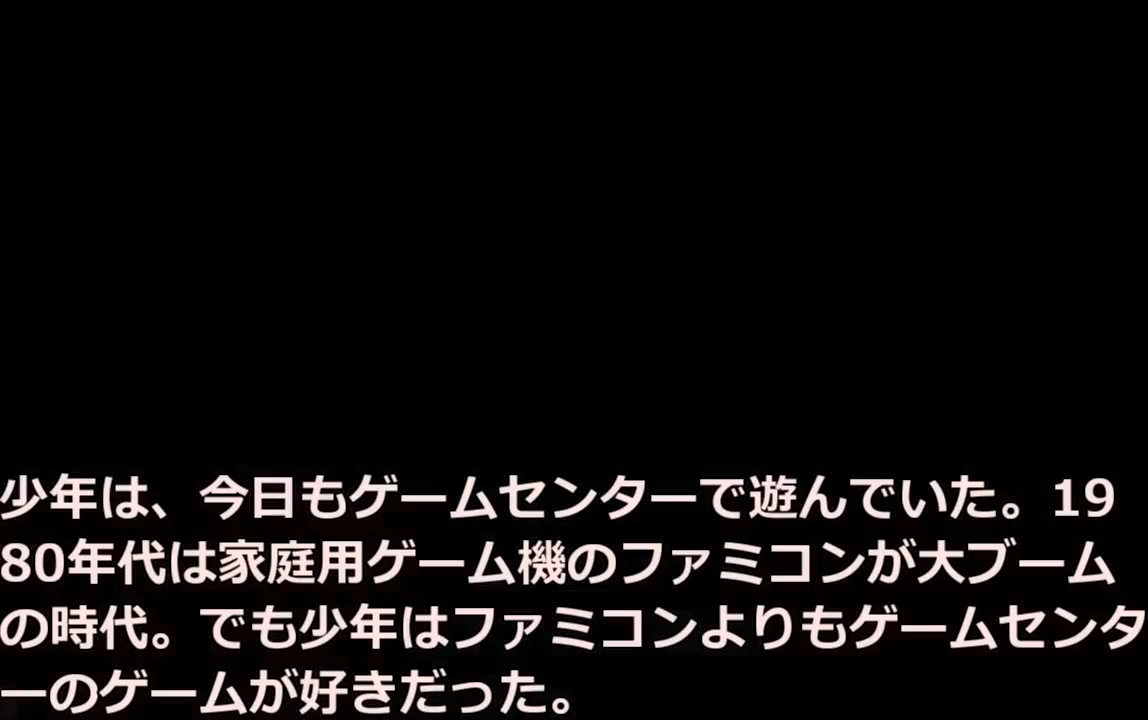 少年は、今日もゲームセンターで遊んでいた。19
80年代は家庭用ゲーム機のファミコンが大ブーム
の時代。でも少年はファミコンよりもゲームセンタ
ーのゲームが好きだった。